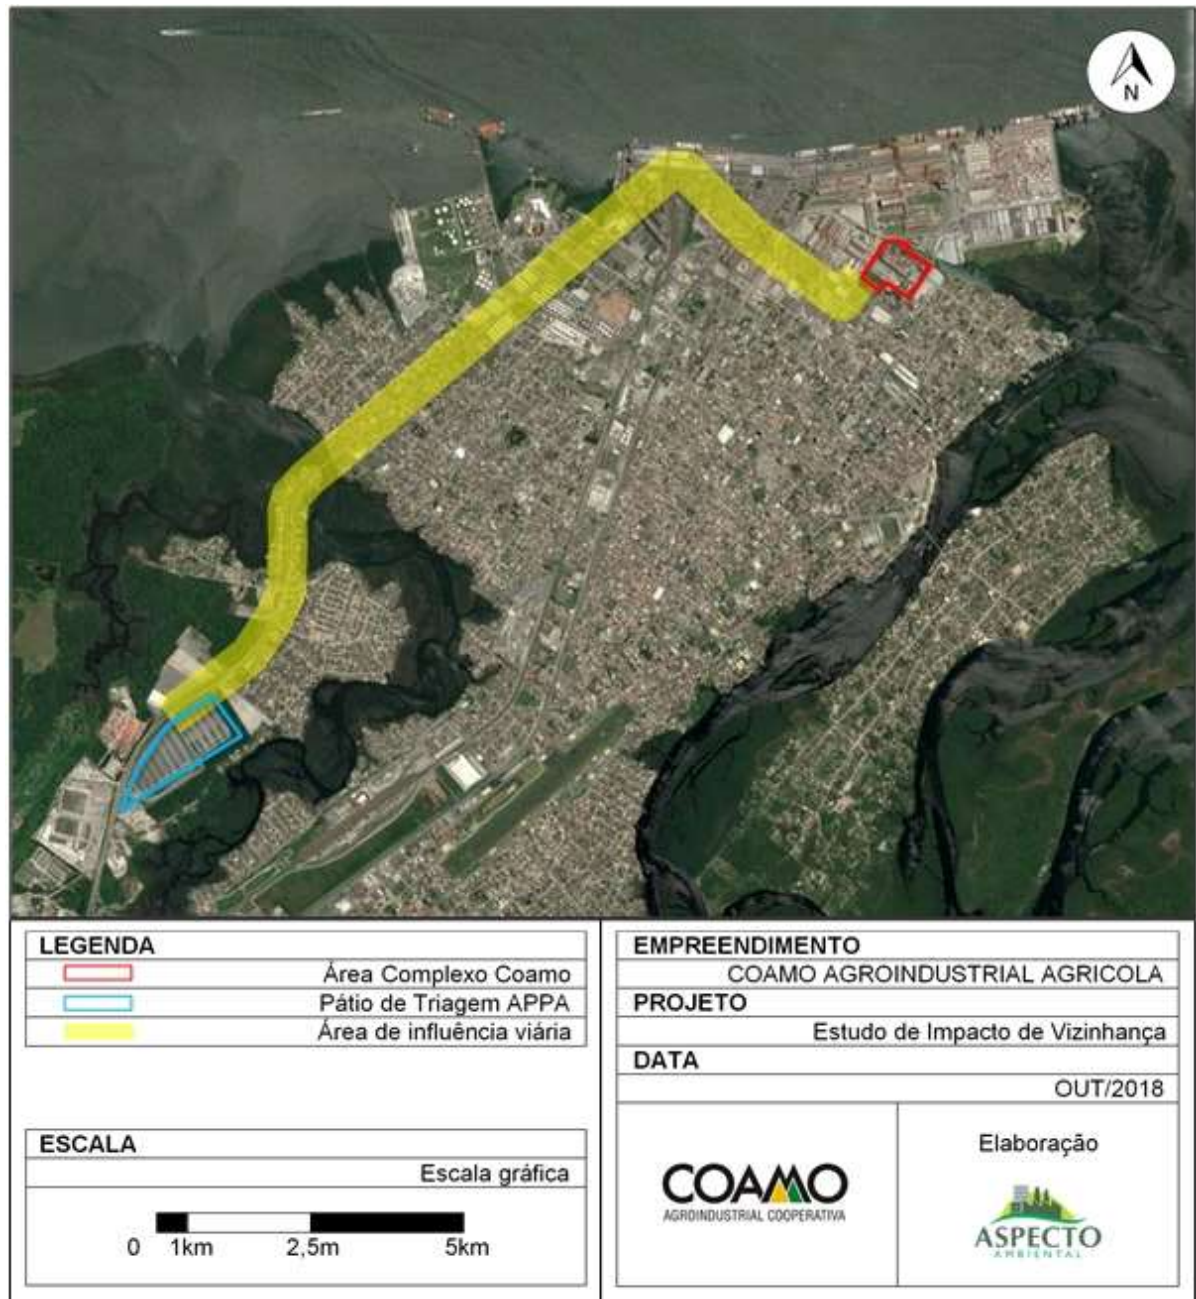 N
LEGENDA
Área Complexo Coamo
Pátio de Triagem APPA
Área de influência viária
ESCALA
Escala gráfica
0 1km 2,5m 5km
EMPREENDIMENTO
COAMO AGROINDUSTRIAL AGRICOLA
PROJETO
Estudo de Impacto de Vizinhança
DATA
OUT/2018
COAMO
AGROINDUSTRIAL COOPERATIVA
Elaboração
ASPECTO
AMBIENTAL